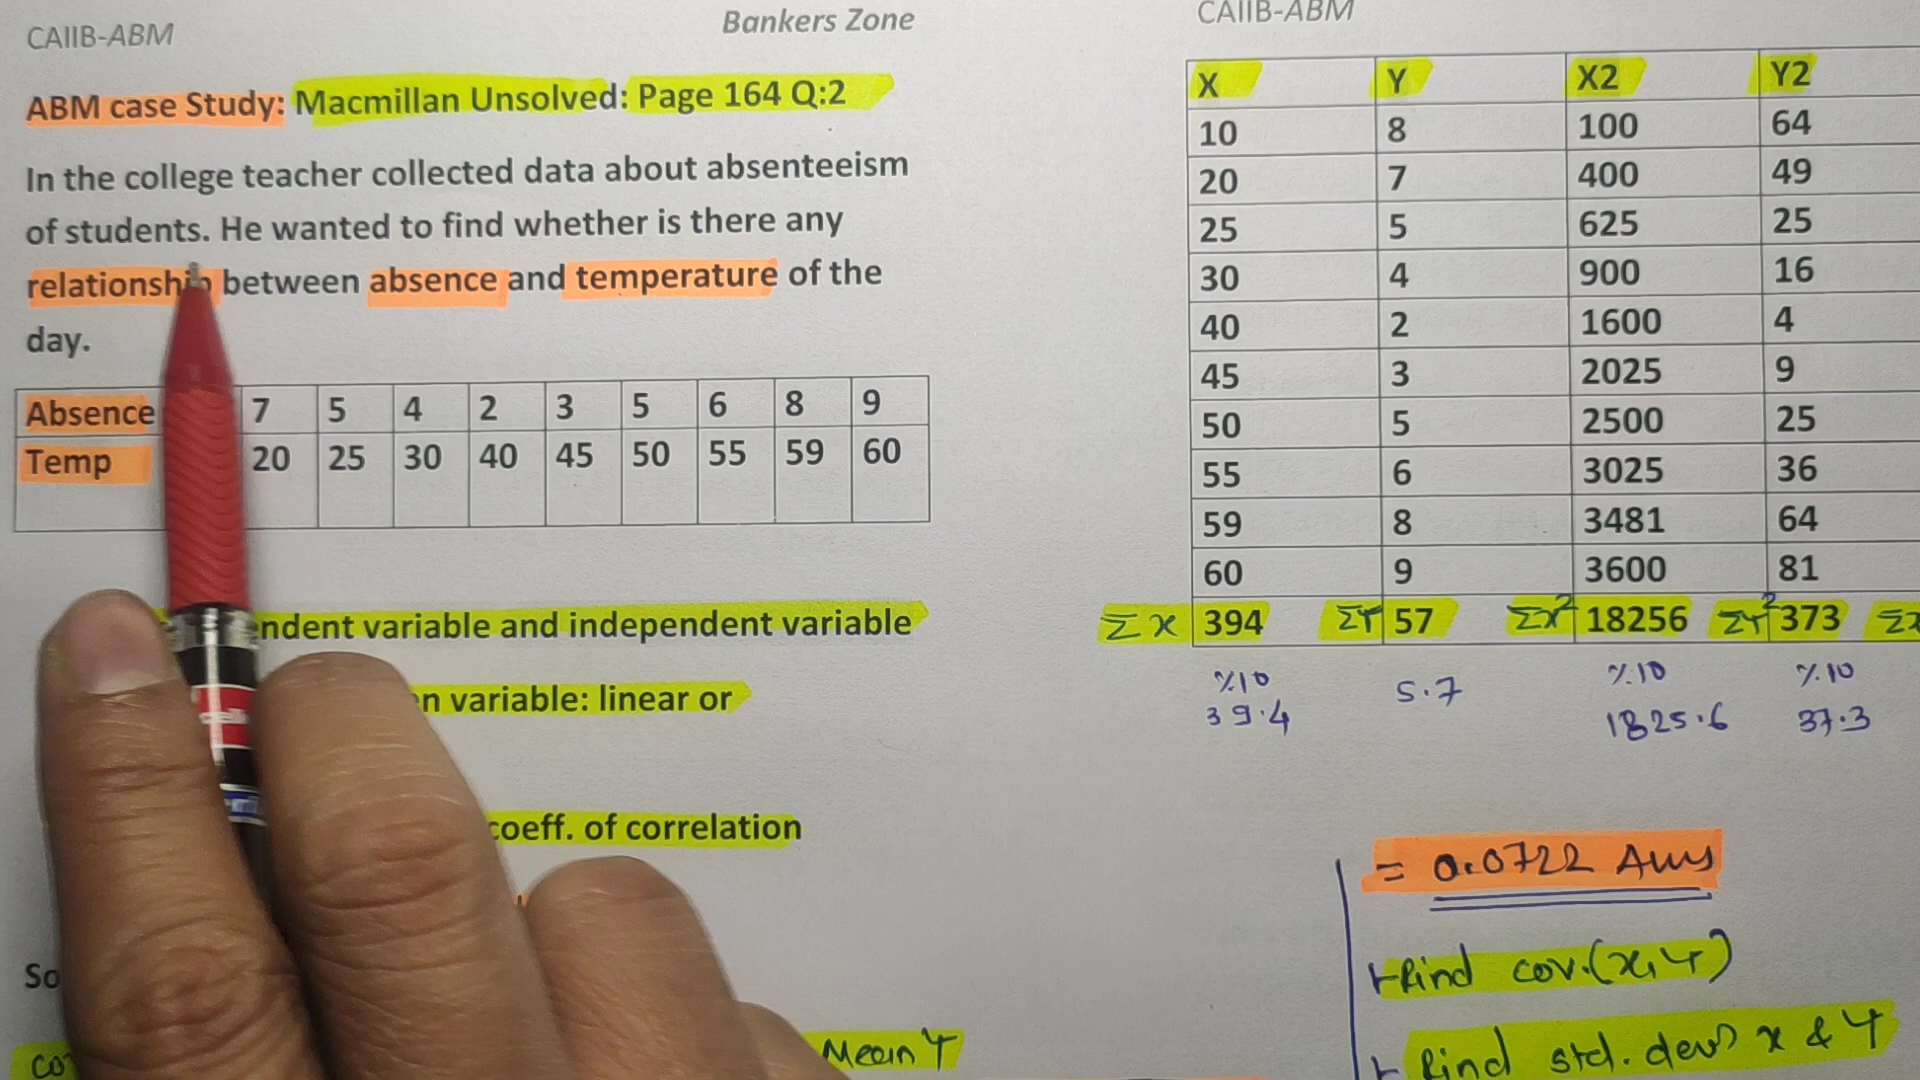 CAIIB-ABM
Bankers Zone
ABM case Study: Macmillan Unsolved: Page 164 Q:2
In the college teacher collected data about absenteeism
of students. He wanted to find whether is there any
relationship between absence and temperature of the
day.
Absence 7 5 4 2 3 5 6 8 9
Temp 20 25 30 40 45 50 55 59 60
variable and independent variable
variable: linear or
coeff. of correlation
So
Mean Y
CAIIB-ABM
X Y X2 Y2
10 8 100 64
20 7 400 49
25 5 625 25
30 4 900 16
40 2 1600 4
45 3 2025 9
50 5 2500 25
55 6 3025 36
59 8 3481 64
60 9 3600 81
Σx 394 ΣY 57 Σx² 18256 ΣY² 373
%10 %10 %10
39.4 5.7 1825.6 37.3
= 0.0722 Ans
find cov.(x,Y)
find std. devⁿ x & Y